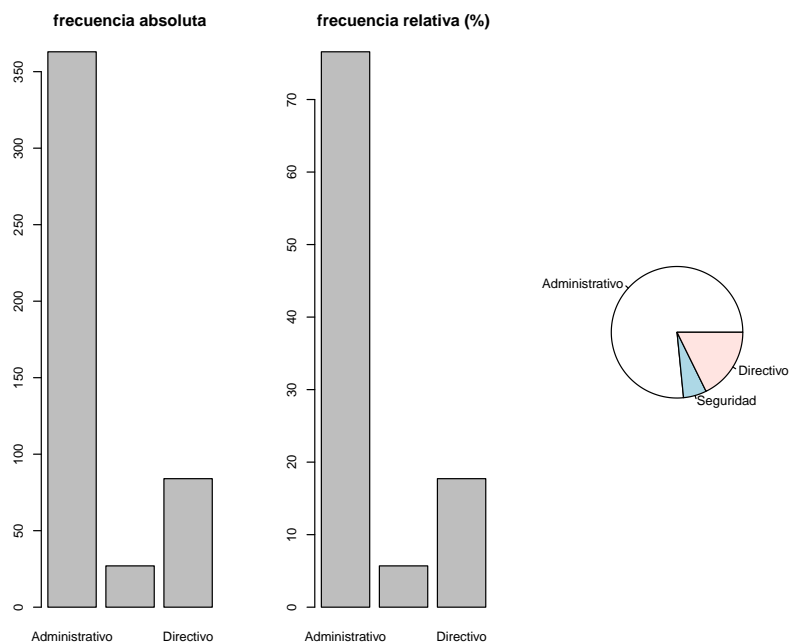 frecuencia absoluta
0
50
100
150
200
250
300
350
Administrativo
Directivo
frecuencia relativa (%)
0
10
20
30
40
50
60
70
Administrativo
Directivo
Administrativo
Directivo
Seguridad